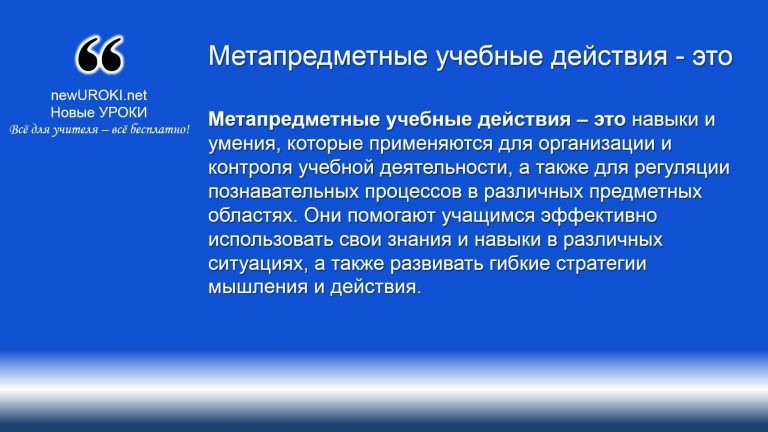 Метапредметные учебные действия - это
newUROKI.net
Новые УРОКИ
Всё для учителя – всё бесплатно!
Метапредметные учебные действия – это навыки и
умения, которые применяются для организации и
контроля учебной деятельности, а также для регуляции
познавательных процессов в различных предметных
областях. Они помогают учащимся эффективно
использовать свои знания и навыки в различных
ситуациях, а также развивать гибкие стратегии
мышления и действия.